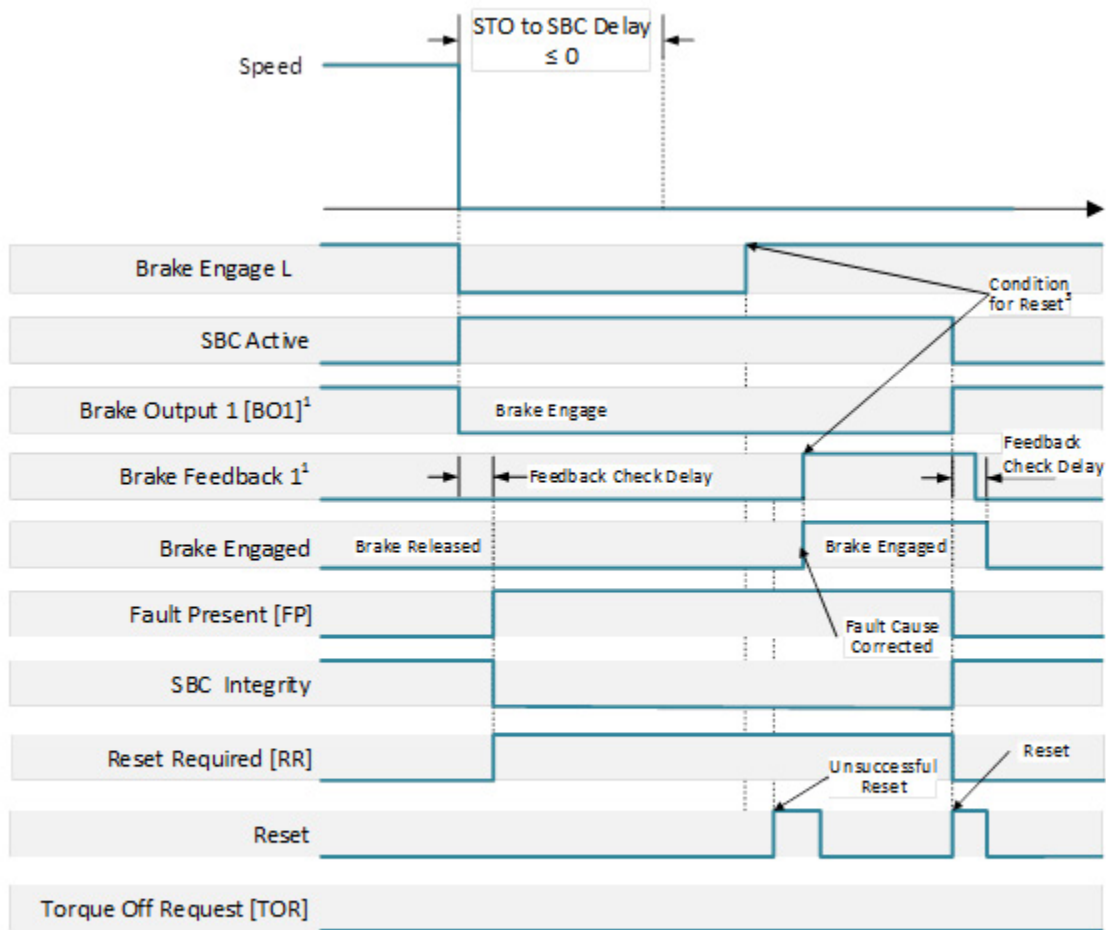 STO to SBC Delay
≤ 0
Speed
Brake Engage L
Condition
for Reset³
SBC Active
Brake Output 1 [BO1]¹
Brake Engage
Feedback
Check Delay
Brake Feedback 1¹
Feedback Check Delay
Brake Engaged
Brake Released
Brake Engaged
Fault Present [FP]
Fault Cause
Corrected
SBC Integrity
Reset Required [RR]
Unsuccessful
Reset
Reset
Reset
Torque Off Request [TOR]